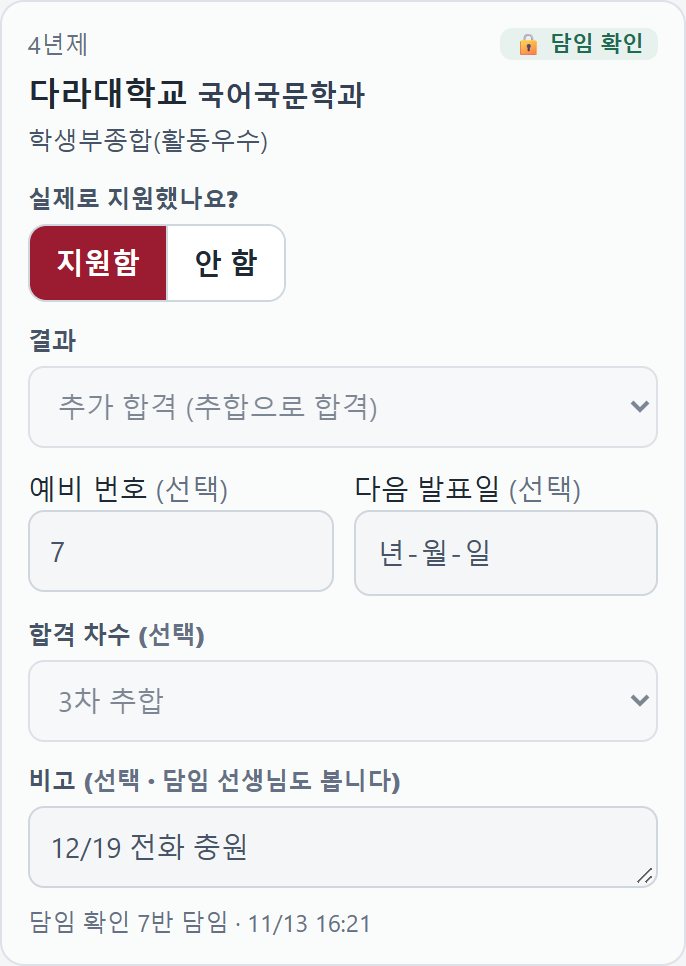 4년제
🔒 담임 확인
다라대학교 국어국문학과
학생부종합(활동우수)
실제로 지원했나요?
지원함 안 함
결과
추가 합격 (추합으로 합격)
예비 번호 (선택) 다음 발표일 (선택)
7 년-월-일
합격 차수 (선택)
3차 추합
비고 (선택 · 담임 선생님도 봅니다)
12/19 전화 충원
담임 확인 7반 담임 · 11/13 16:21